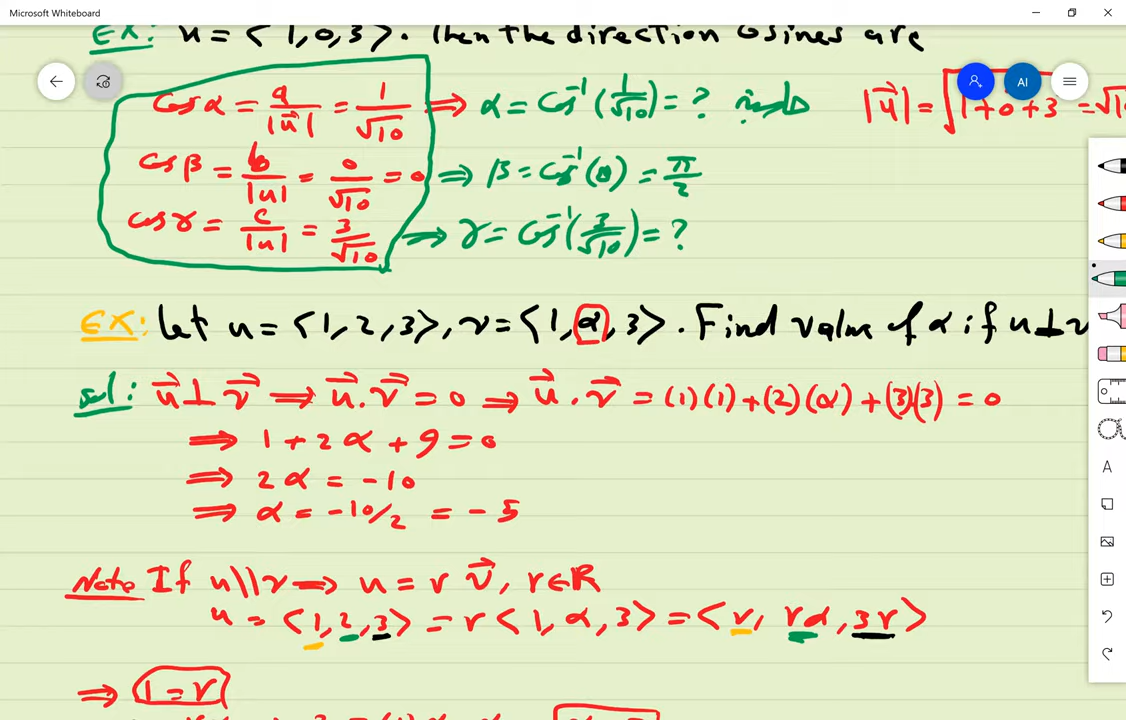 Microsoft Whiteboard
EX: u = < 1, 0, 3 >. Then the direction cosines are
AI
cos α = a/|u⃗| = 1/√10 ⟹ α = cos⁻¹(1/√10) = ?
|u⃗| = √1+0+3 = √1
cos β = b/|u| = 0/√10 = 0 ⟹ β = cos⁻¹(0) = π/2
cos γ = c/|u| = 3/√10 ⟹ γ = cos⁻¹(3/√10) = ?
EX: let u = <1, 2, 3>, v = <1, α, 3>. Find value of α if u⊥v
sol: u⃗ ⊥ v⃗ ⟹ u⃗ . v⃗ = 0 ⟹ u⃗ . v⃗ = (1)(1) + (2)(α) + (3)(3) = 0
⟹ 1 + 2α + 9 = 0
⟹ 2α = -10
⟹ α = -10/2 = -5
Note If u∥v ⟹ u = r v⃗, r∈R
u = <1, 2, 3> = r <1, α, 3> = <r, rα, 3r>
⟹ 1 = r
A